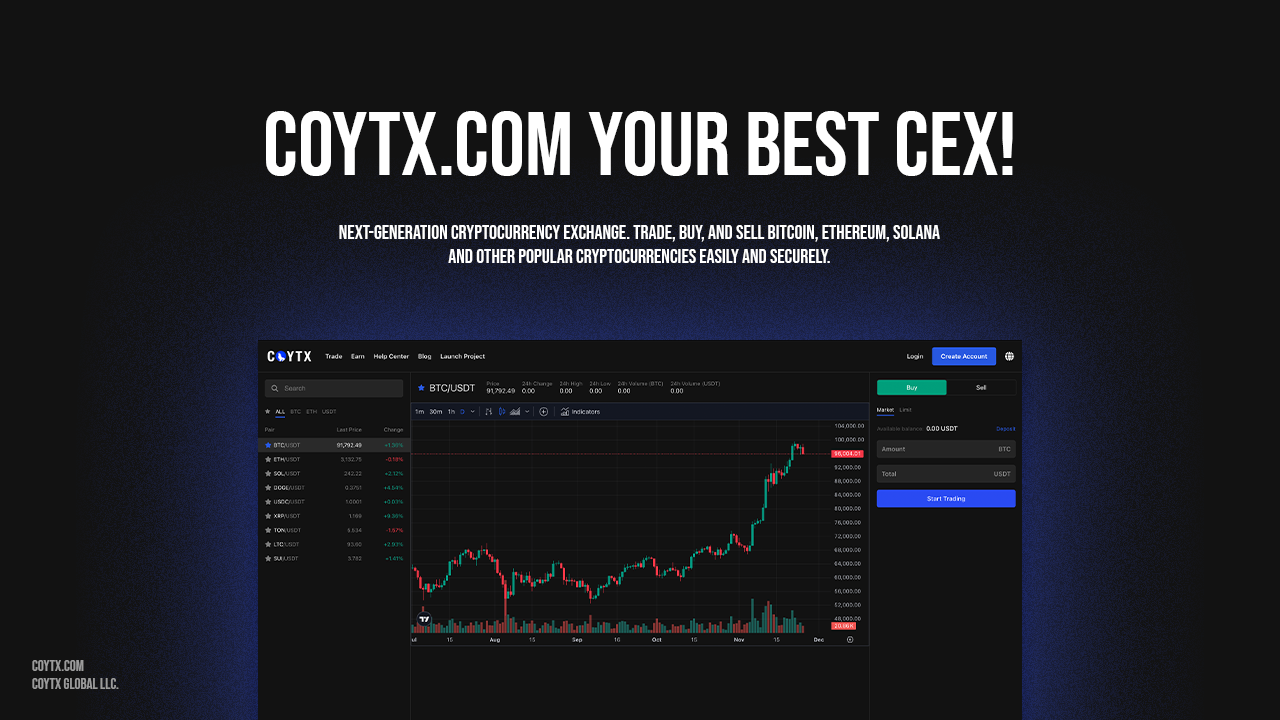 COYTX.COM YOUR BEST CEX!
NEXT-GENERATION CRYPTOCURRENCY EXCHANGE. TRADE, BUY, AND SELL BITCOIN, ETHEREUM, SOLANA
AND OTHER POPULAR CRYPTOCURRENCIES EASILY AND SECURELY.
COYTX Trade Earn Help Center Blog Launch Project Login Create Account
Search
ALL BTC ETH USDT
Pair Last Price Change
BTC/USDT 91,792.49 +1.30%
ETH/USDT 3,132.75 -0.19%
SOL/USDT 242.22 +2.12%
DOGE/USDT 0.3761 +4.54%
USDC/USDT 1.0001 +0.03%
XRP/USDT 1.169 +9.36%
TON/USDT 5.534 -1.57%
LTC/USDT 93.60 +2.93%
SUI/USDT 3.782 +1.41%
BTC/USDT
Price 24h Change 24h High 24h Low 24h Volume (BTC) 24h Volume (USDT)
91,792.49 0.00 0.00 0.00 0.00 0.00
1m 30m 1h D Indicators
104,000.00
100,000.00
96,004.01
92,000.00
88,000.00
84,000.00
80,000.00
76,000.00
72,000.00
68,000.00
64,000.00
60,000.00
56,000.00
52,000.00
48,000.00
20.96K
ul 15 Aug 15 Sep 16 Oct 15 Nov 15 Dec
Buy Sell
Market Limit
Available balance: 0.00 USDT Deposit
Amount BTC
Total USDT
Start Trading
COYTX.COM
COYTX GLOBAL LLC.